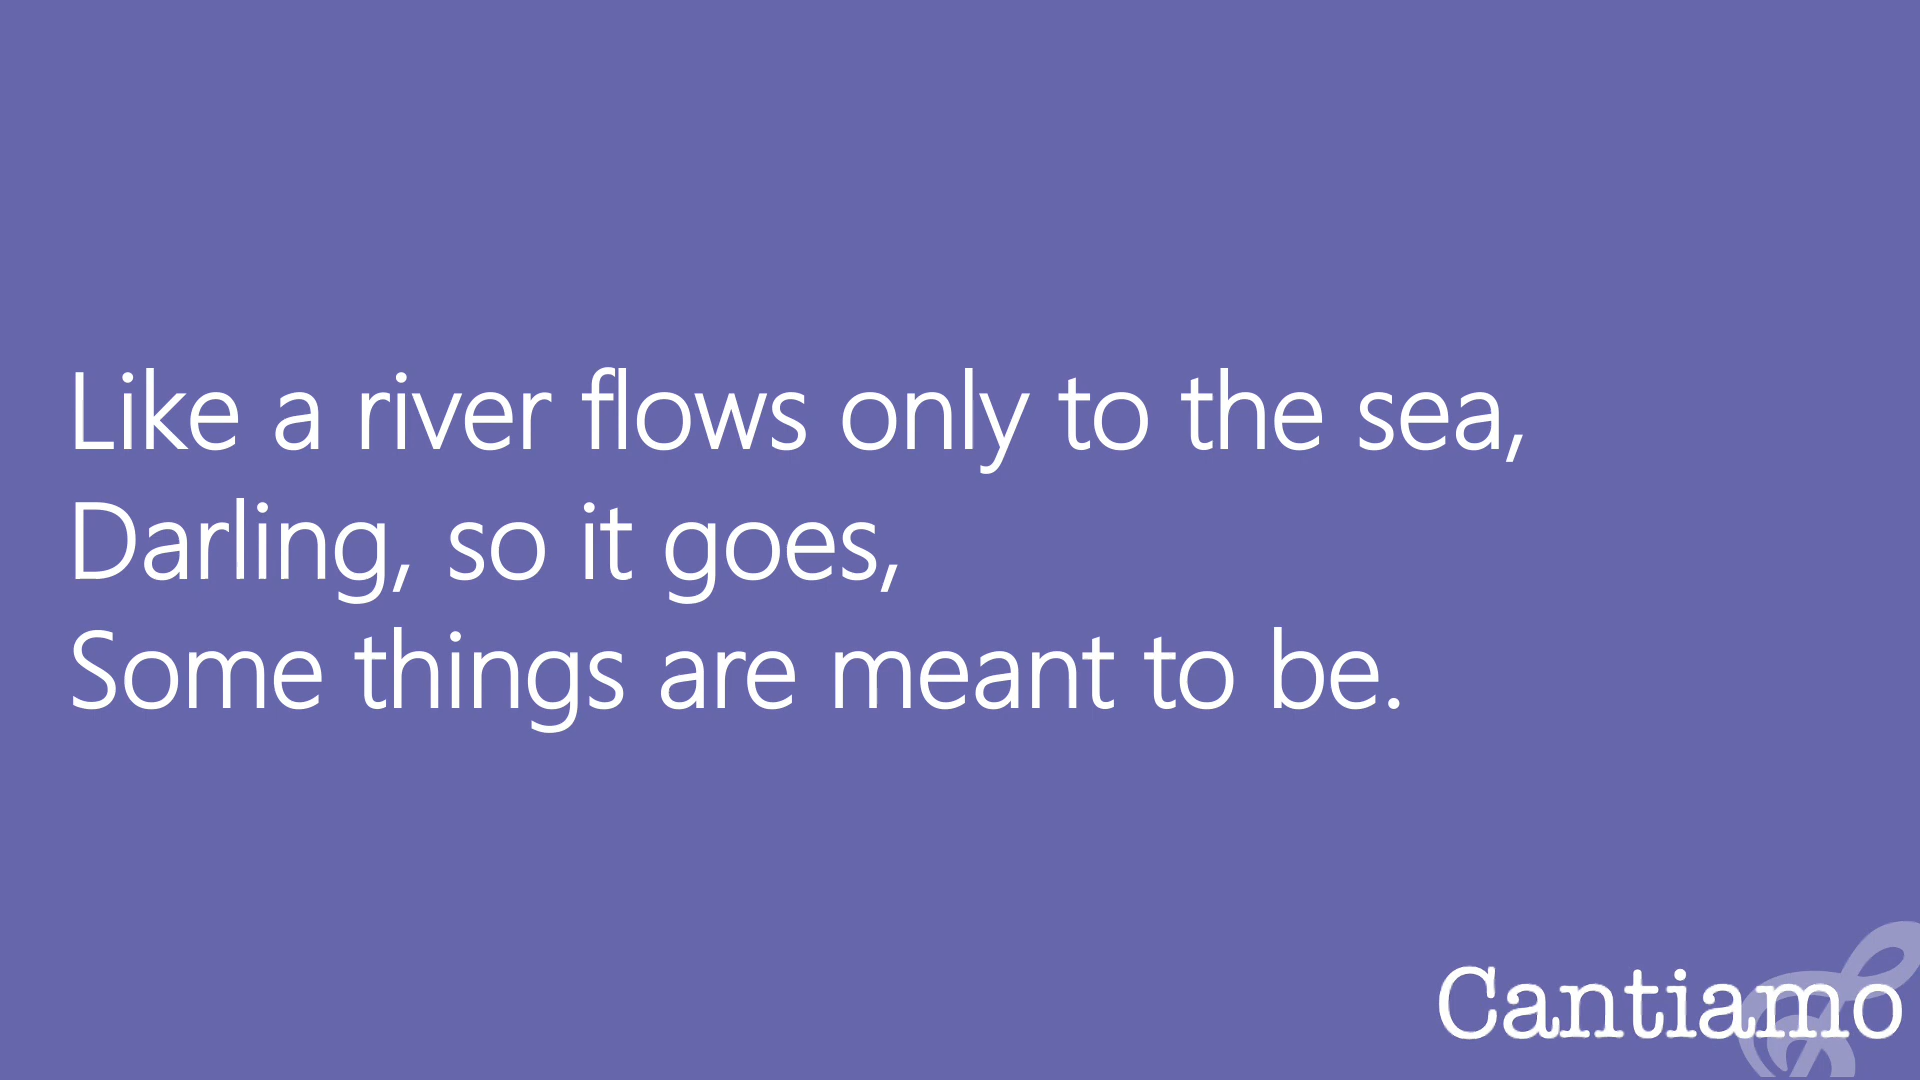 Like a river flows only to the sea,
Darling, so it goes,
Some things are meant to be.
Cantiamo